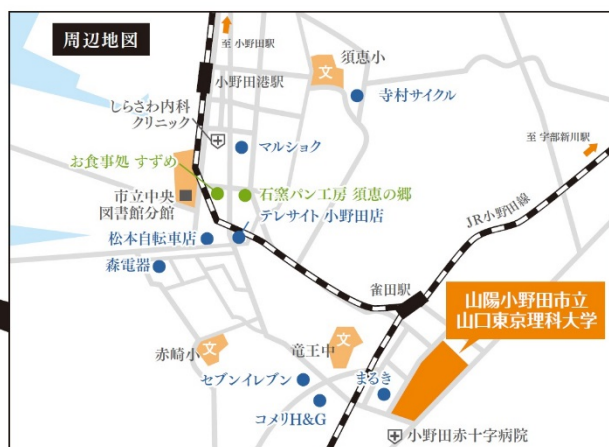 周辺地図
至 小野田駅
小野田港駅
須恵小
文
寺村サイクル
しらさわ内科
クリニック
マルショク
至 宇部新川駅
お食事処 すずめ
石窯パン工房 須恵の郷
市立中央
図書館分館
テレサイト 小野田店
松本自転車店
JR小野田線
森電器
雀田駅
山陽小野田市立
山口東京理科大学
文
赤崎小
文
竜王中
セブンイレブン
まるき
コメリH&G
小野田赤十字病院